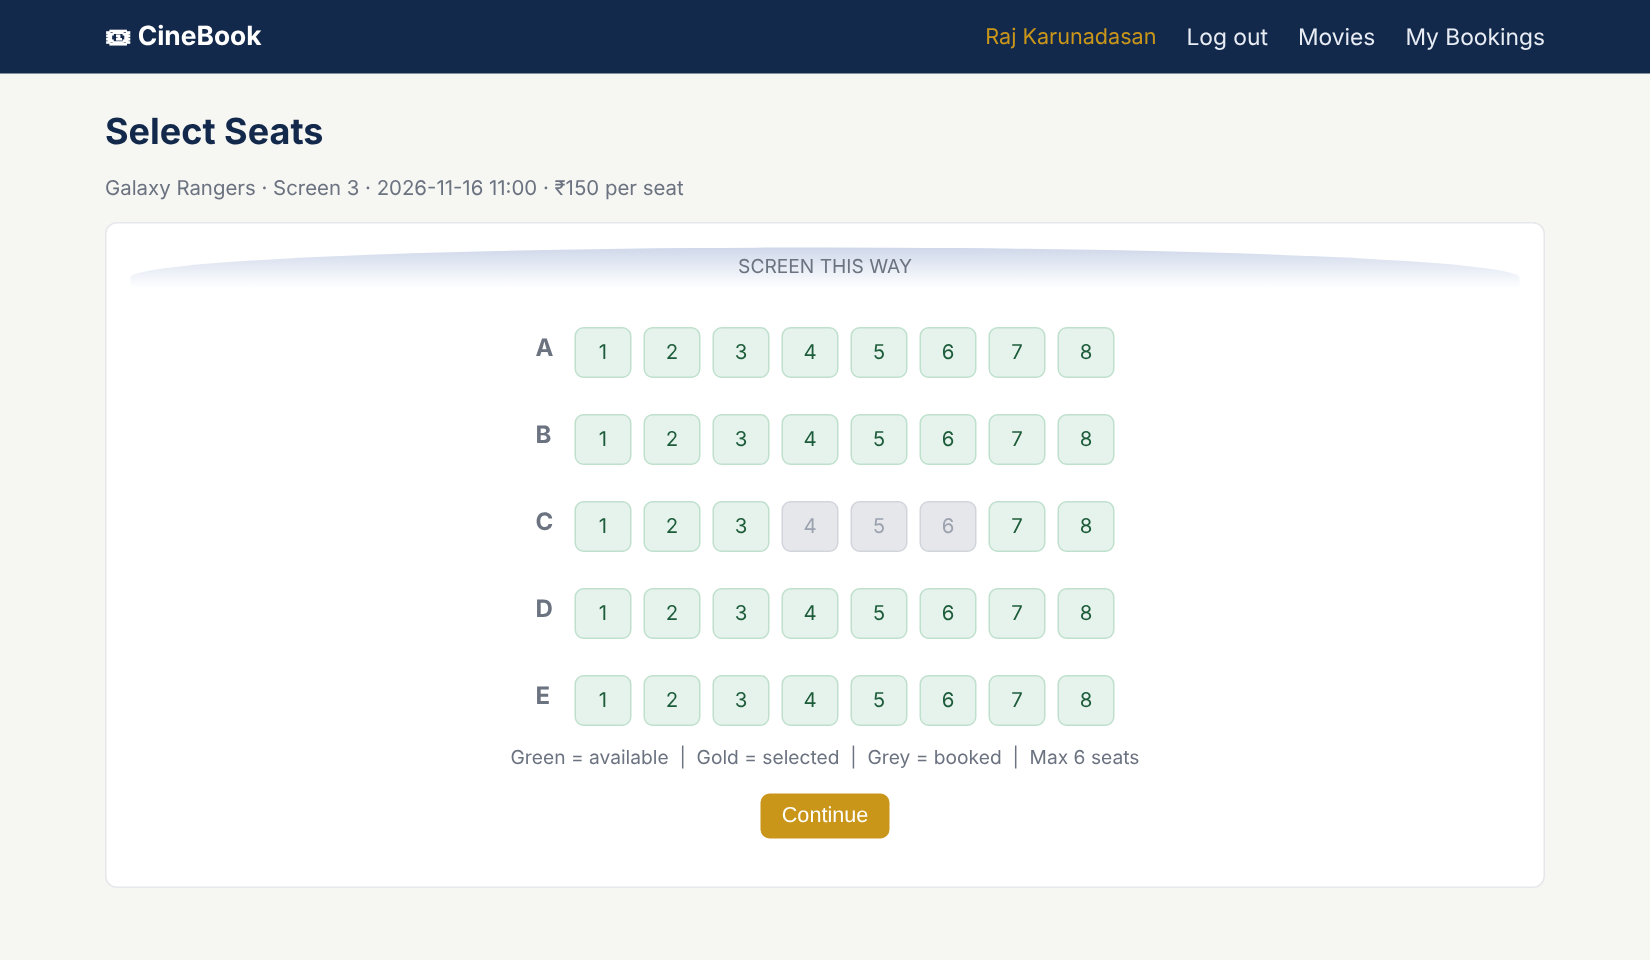 CineBook
Raj Karunadasan Log out Movies My Bookings
Select Seats
Galaxy Rangers · Screen 3 · 2026-11-16 11:00 · ₹150 per seat
SCREEN THIS WAY
A 1 2 3 4 5 6 7 8
B 1 2 3 4 5 6 7 8
C 1 2 3 4 5 6 7 8
D 1 2 3 4 5 6 7 8
E 1 2 3 4 5 6 7 8
Green = available | Gold = selected | Grey = booked | Max 6 seats
Continue